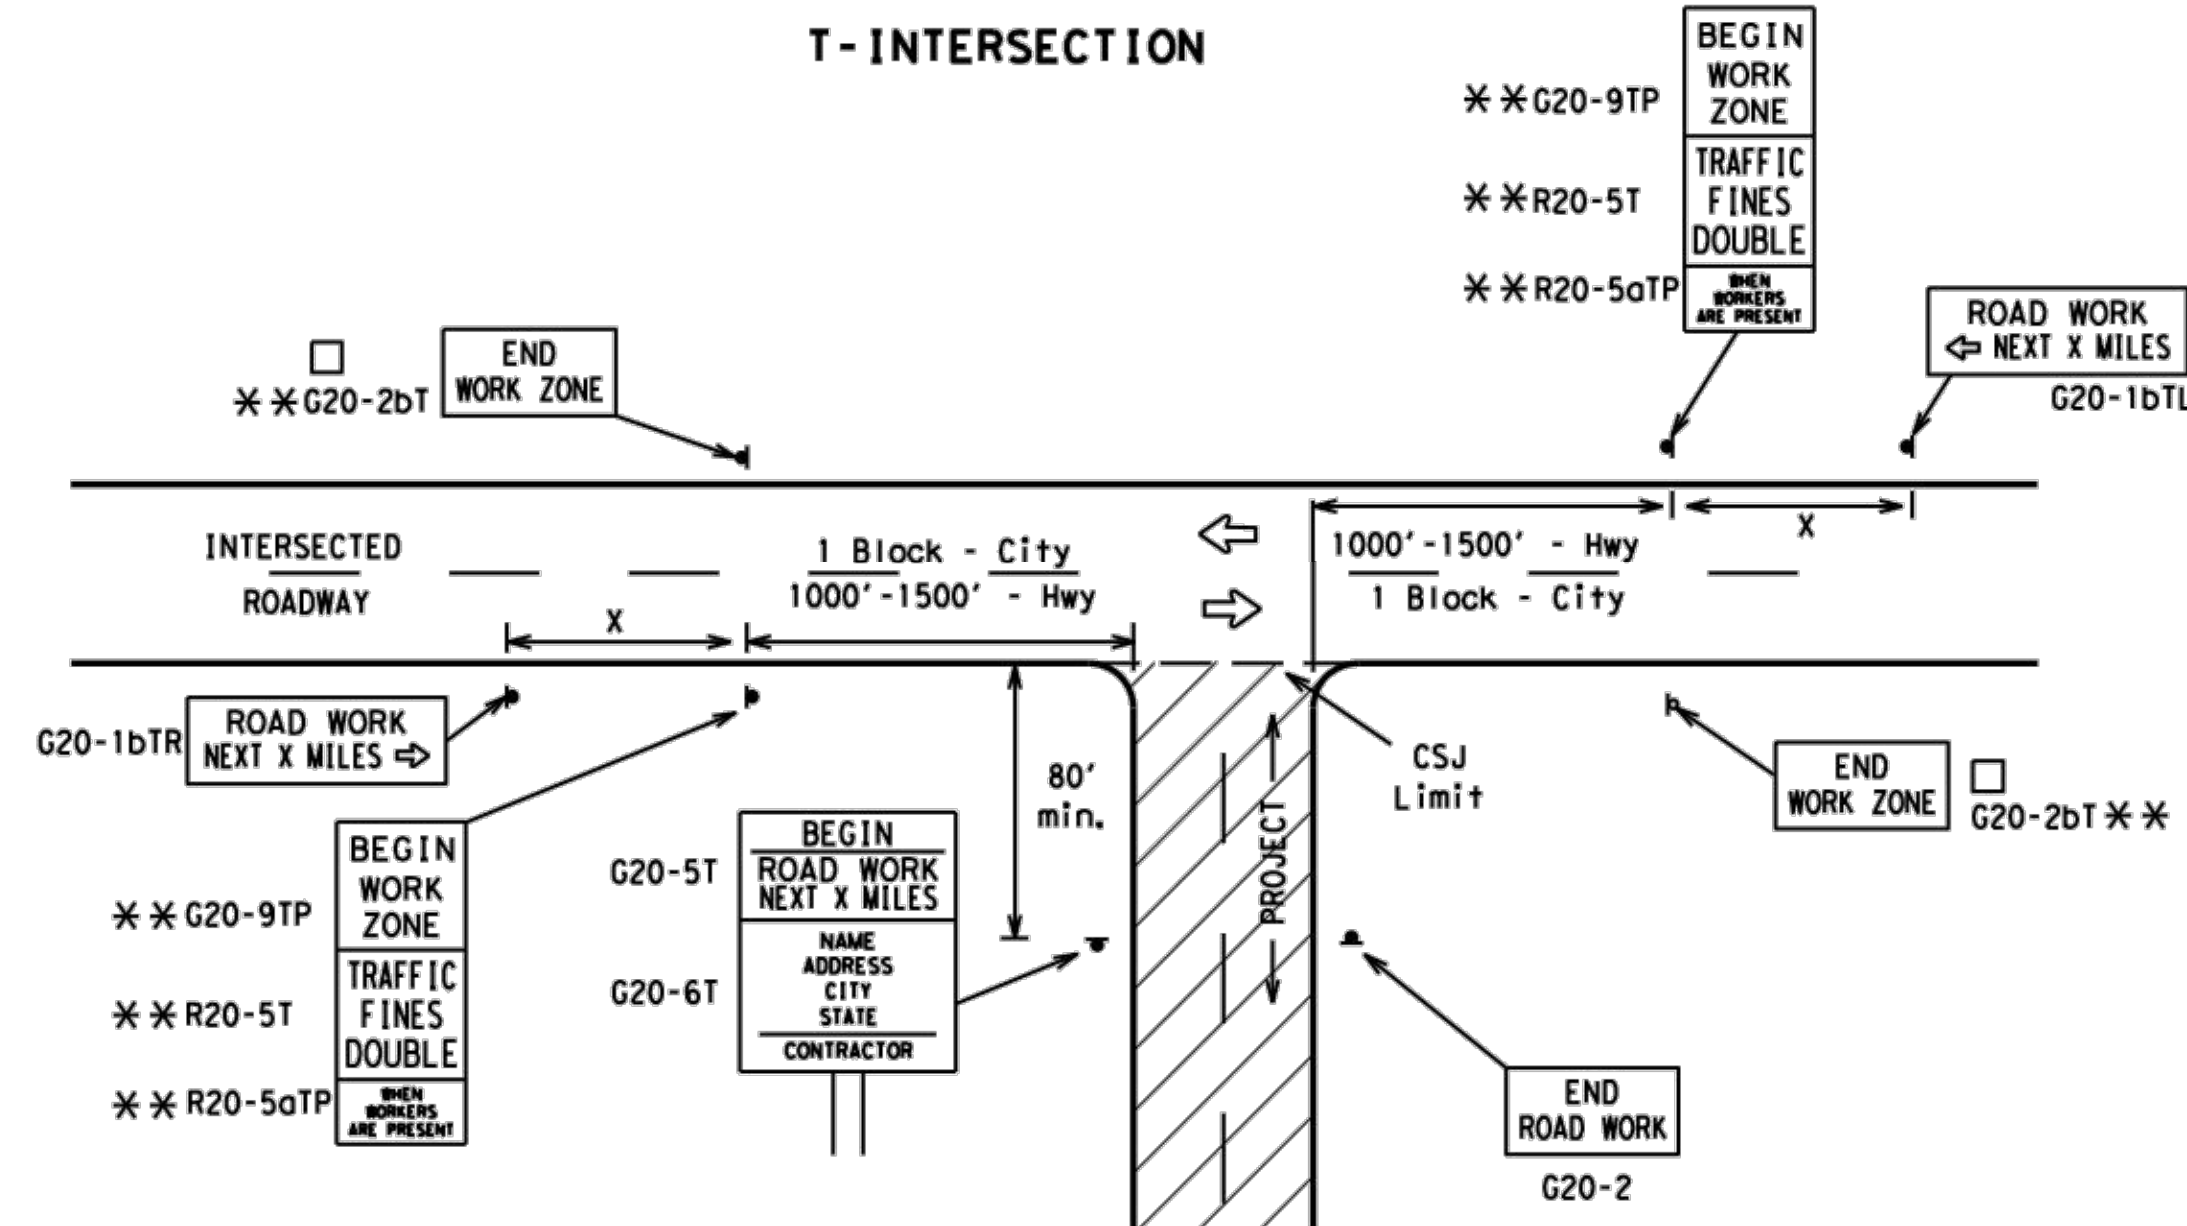 T-INTERSECTION
BEGIN
WORK
ZONE
**G20-9TP
TRAFFIC
FINES
DOUBLE
**R20-5T
WHEN
WORKERS
ARE PRESENT
**R20-5aTP
ROAD WORK
⇦ NEXT X MILES
G20-1bTL
END
WORK ZONE
□
**G20-2bT
INTERSECTED
ROADWAY
X
1 Block - City
1000'-1500' - Hwy
1000'-1500' - Hwy
1 Block - City
X
G20-1bTR
ROAD WORK
NEXT X MILES ⇨
BEGIN
WORK
ZONE
**G20-9TP
TRAFFIC
FINES
DOUBLE
**R20-5T
WHEN
WORKERS
ARE PRESENT
**R20-5aTP
80'
min.
G20-5T
BEGIN
ROAD WORK
NEXT X MILES
G20-6T
NAME
ADDRESS
CITY
STATE
CONTRACTOR
PROJECT
CSJ
Limit
END
WORK ZONE
□
G20-2bT**
END
ROAD WORK
G20-2